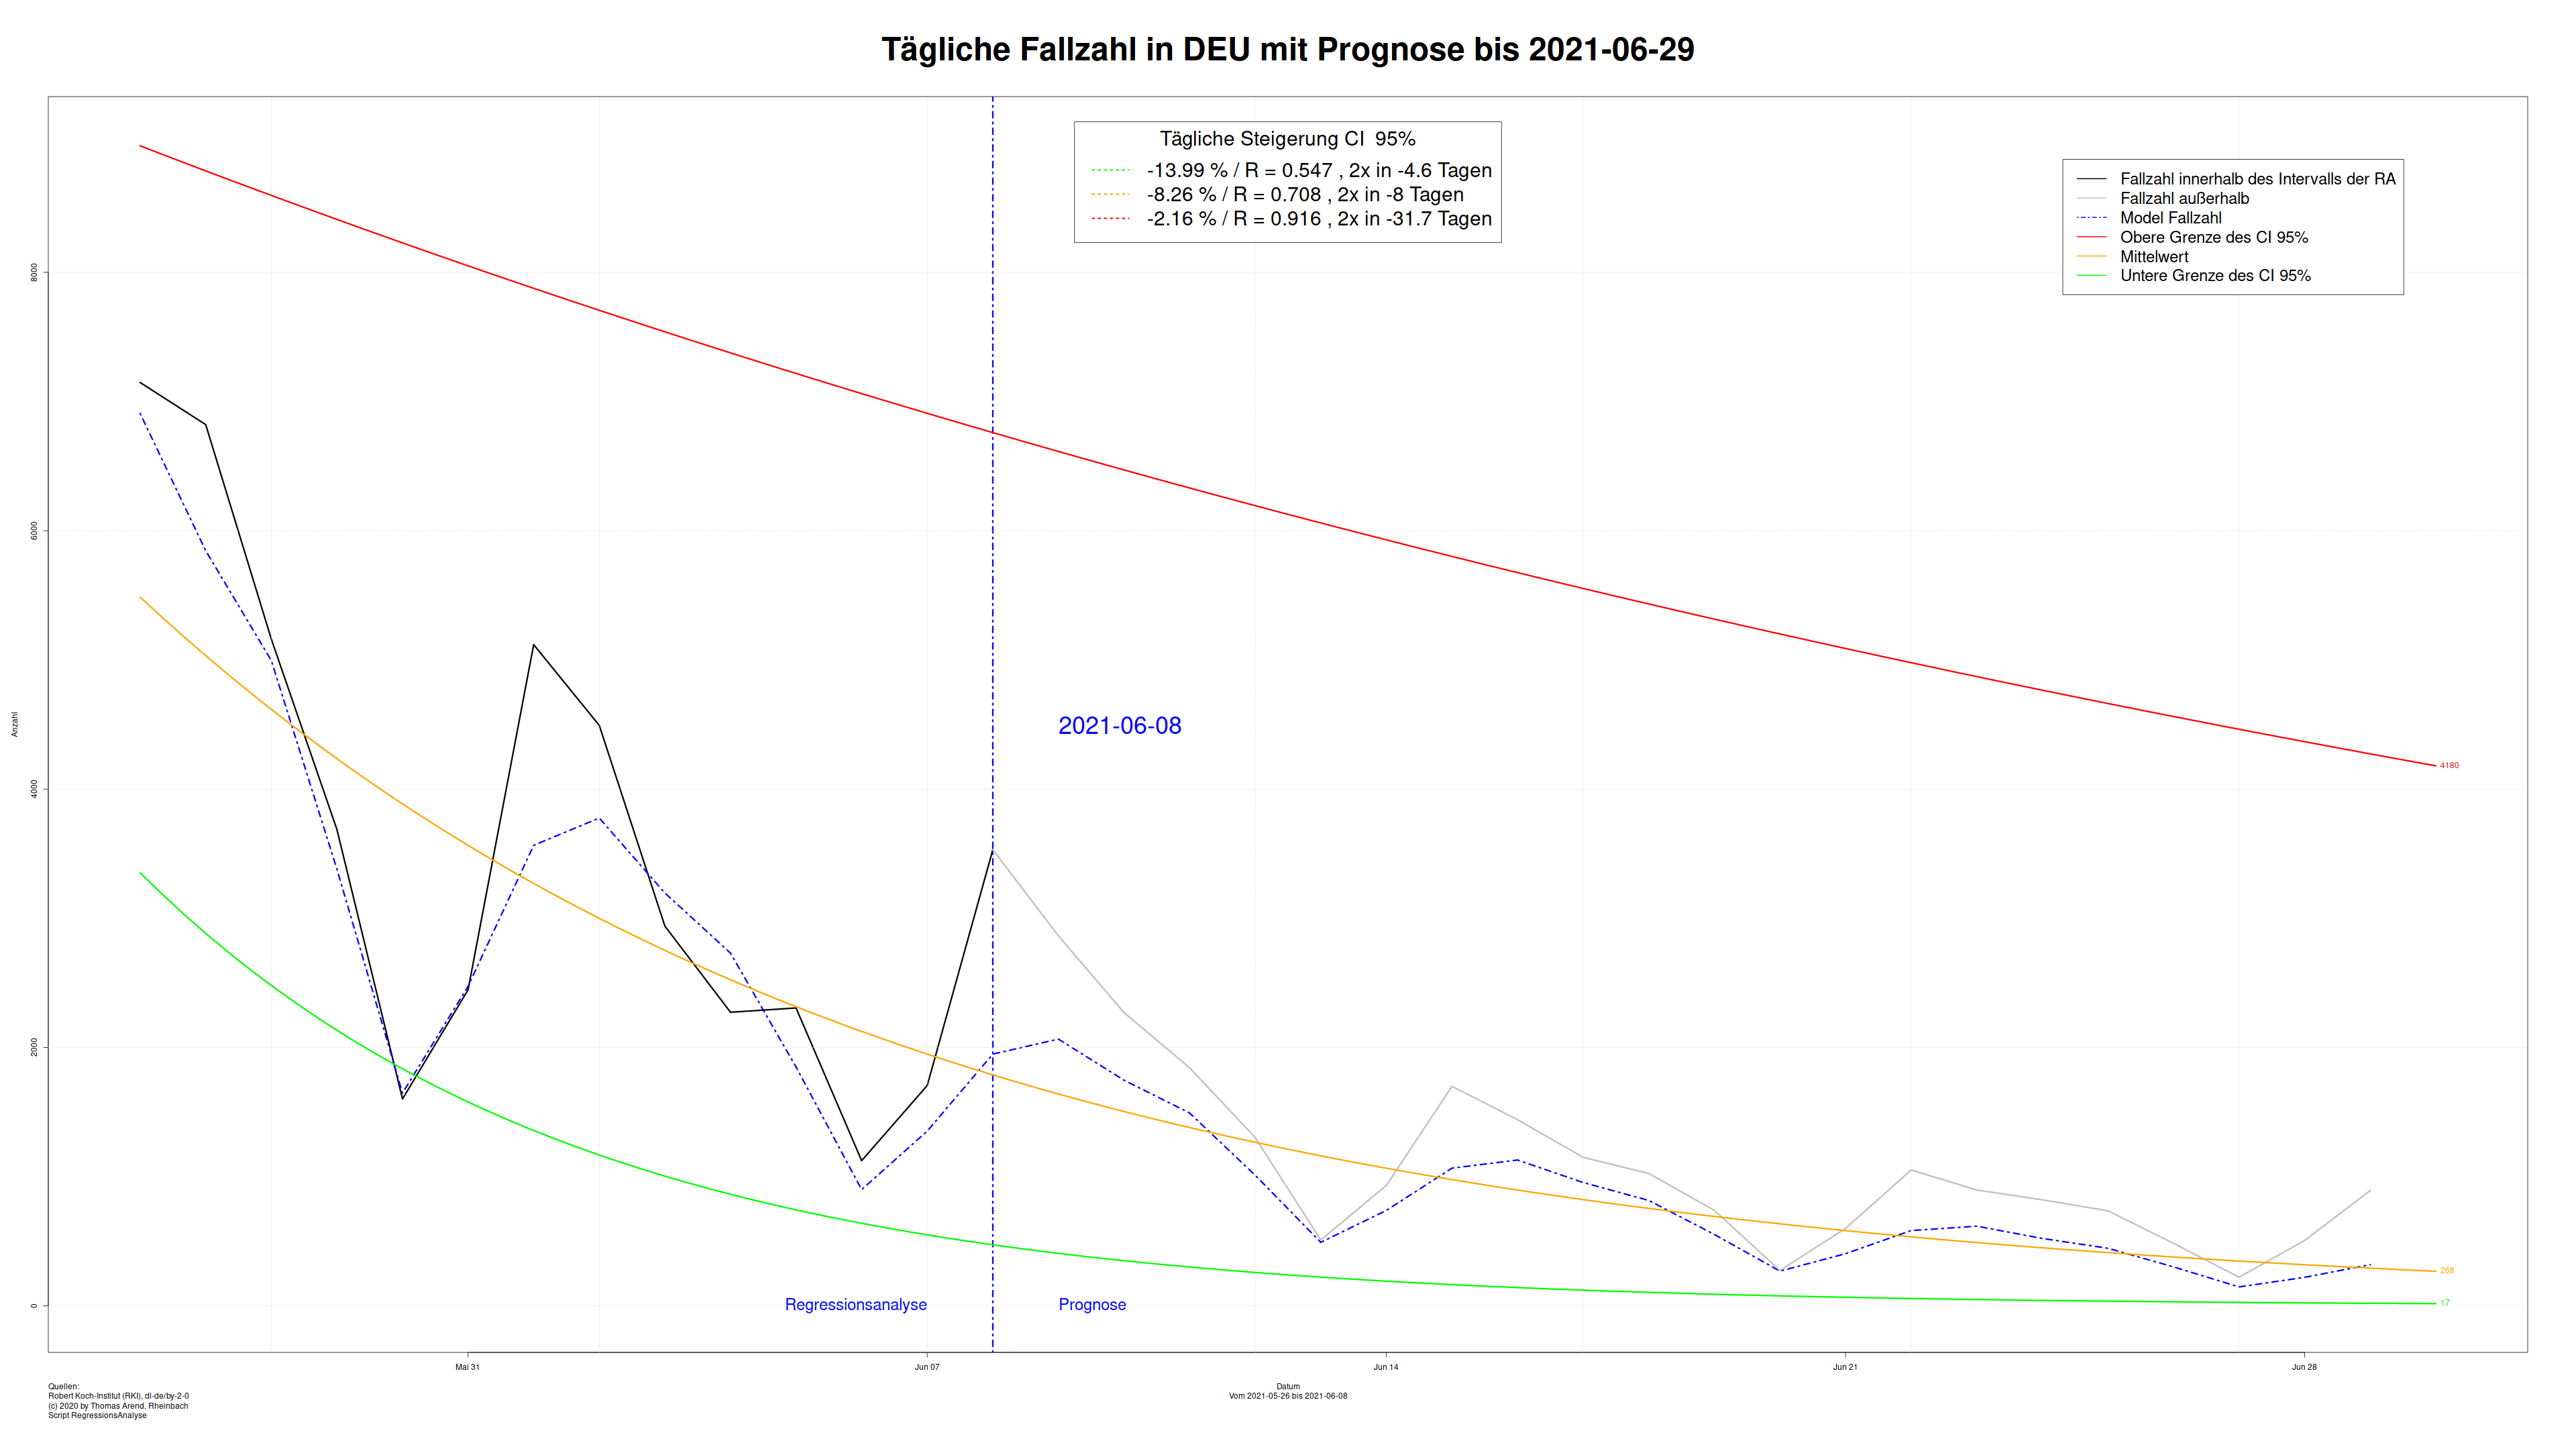 Tägliche Fallzahl in DEU mit Prognose bis 2021-06-29
Tägliche Steigerung CI  95%
-13.99 % / R = 0.547 , 2x in -4.6 Tagen
-8.26 % / R = 0.708 , 2x in -8 Tagen
-2.16 % / R = 0.916 , 2x in -31.7 Tagen
Fallzahl innerhalb des Intervalls der RA
Fallzahl außerhalb
Model Fallzahl
Obere Grenze des CI 95%
Mittelwert
Untere Grenze des CI 95%
8000
6000
4000
2000
0
Anzahl
2021-06-08
4180
268
17
Regressionsanalyse
Prognose
Mai 31
Jun 07
Jun 14
Jun 21
Jun 28
Datum
Vom 2021-05-26 bis 2021-06-08
Quellen:
Robert Koch-Institut (RKI), dl-de/by-2-0
(c) 2020 by Thomas Arend, Rheinbach
Script RegressionsAnalyse